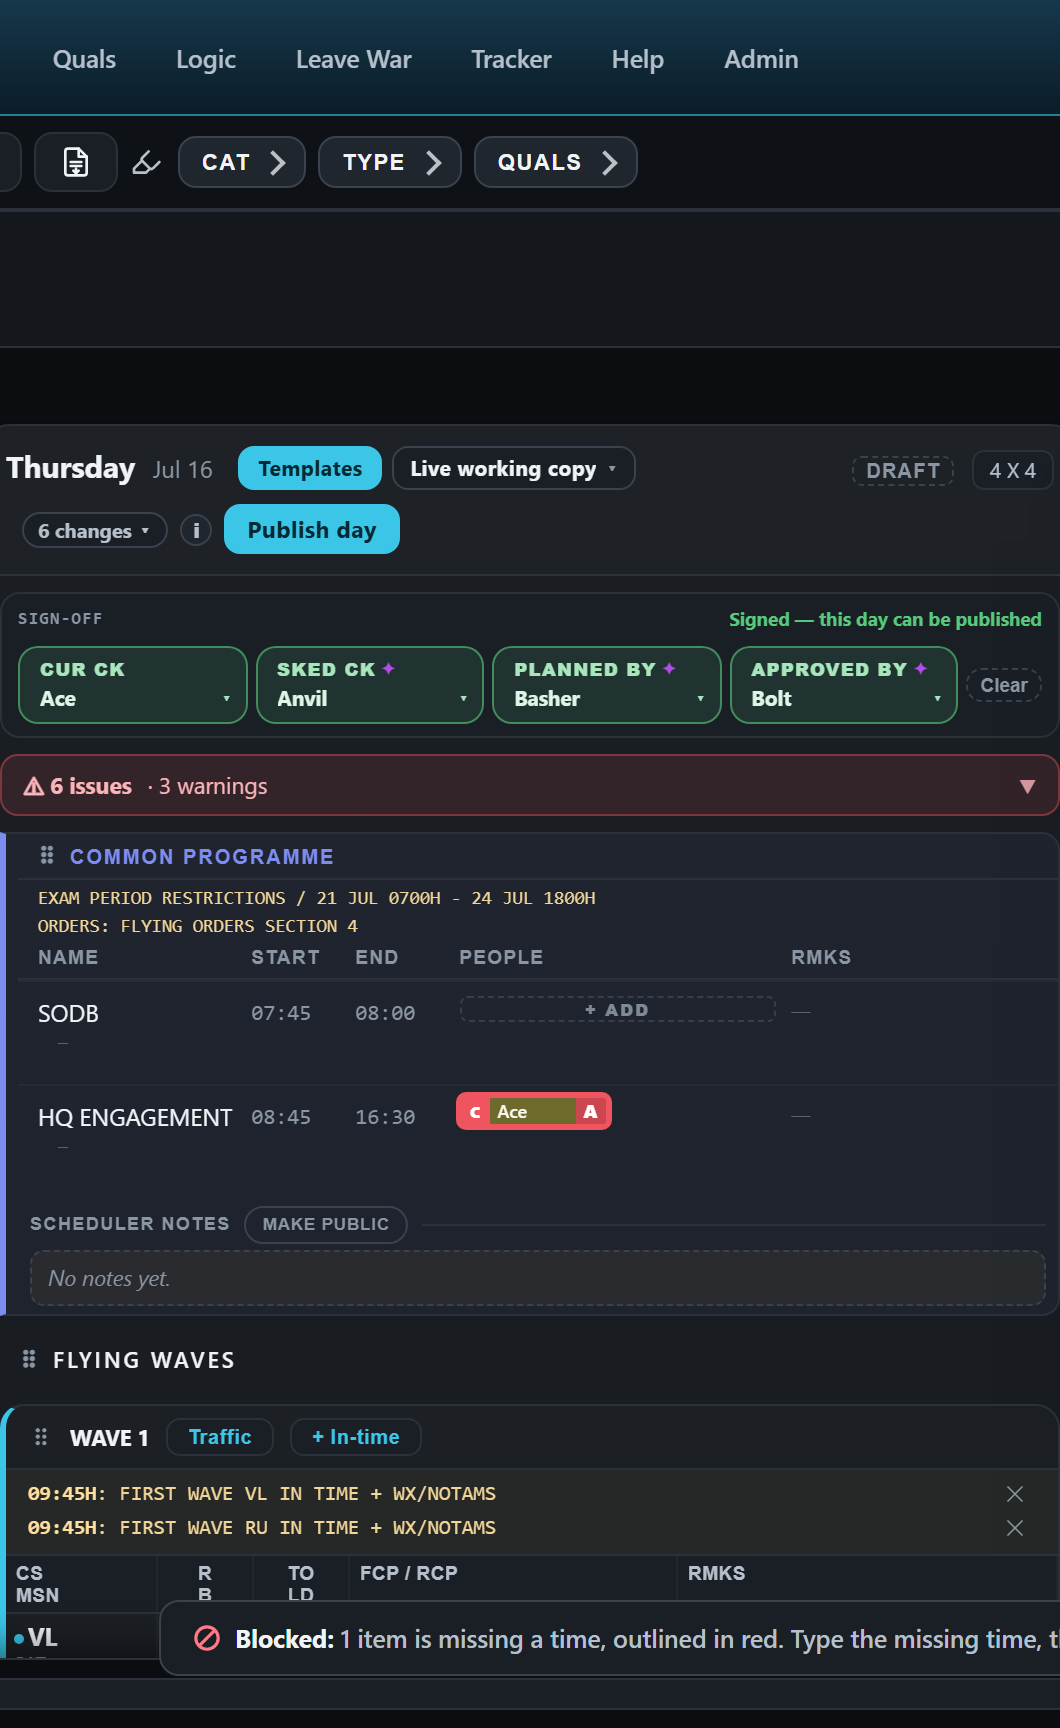 Quals Logic Leave War Tracker Help Admin
CAT TYPE QUALS
Thursday Jul 16 Templates Live working copy DRAFT 4 X 4
6 changes i Publish day
SIGN-OFF Signed — this day can be published
CUR CK SKED CK PLANNED BY APPROVED BY
Ace Anvil Basher Bolt Clear
6 issues · 3 warnings
COMMON PROGRAMME
EXAM PERIOD RESTRICTIONS / 21 JUL 0700H - 24 JUL 1800H
ORDERS: FLYING ORDERS SECTION 4
NAME START END PEOPLE RMKS
SODB 07:45 08:00 + ADD —
—
HQ ENGAGEMENT 08:45 16:30 C Ace A —
—
SCHEDULER NOTES MAKE PUBLIC
No notes yet.
FLYING WAVES
WAVE 1 Traffic + In-time
09:45H: FIRST WAVE VL IN TIME + WX/NOTAMS
09:45H: FIRST WAVE RU IN TIME + WX/NOTAMS
CS R TO FCP / RCP RMKS
MSN B LD
VL
Blocked: 1 item is missing a time, outlined in red. Type the missing time,